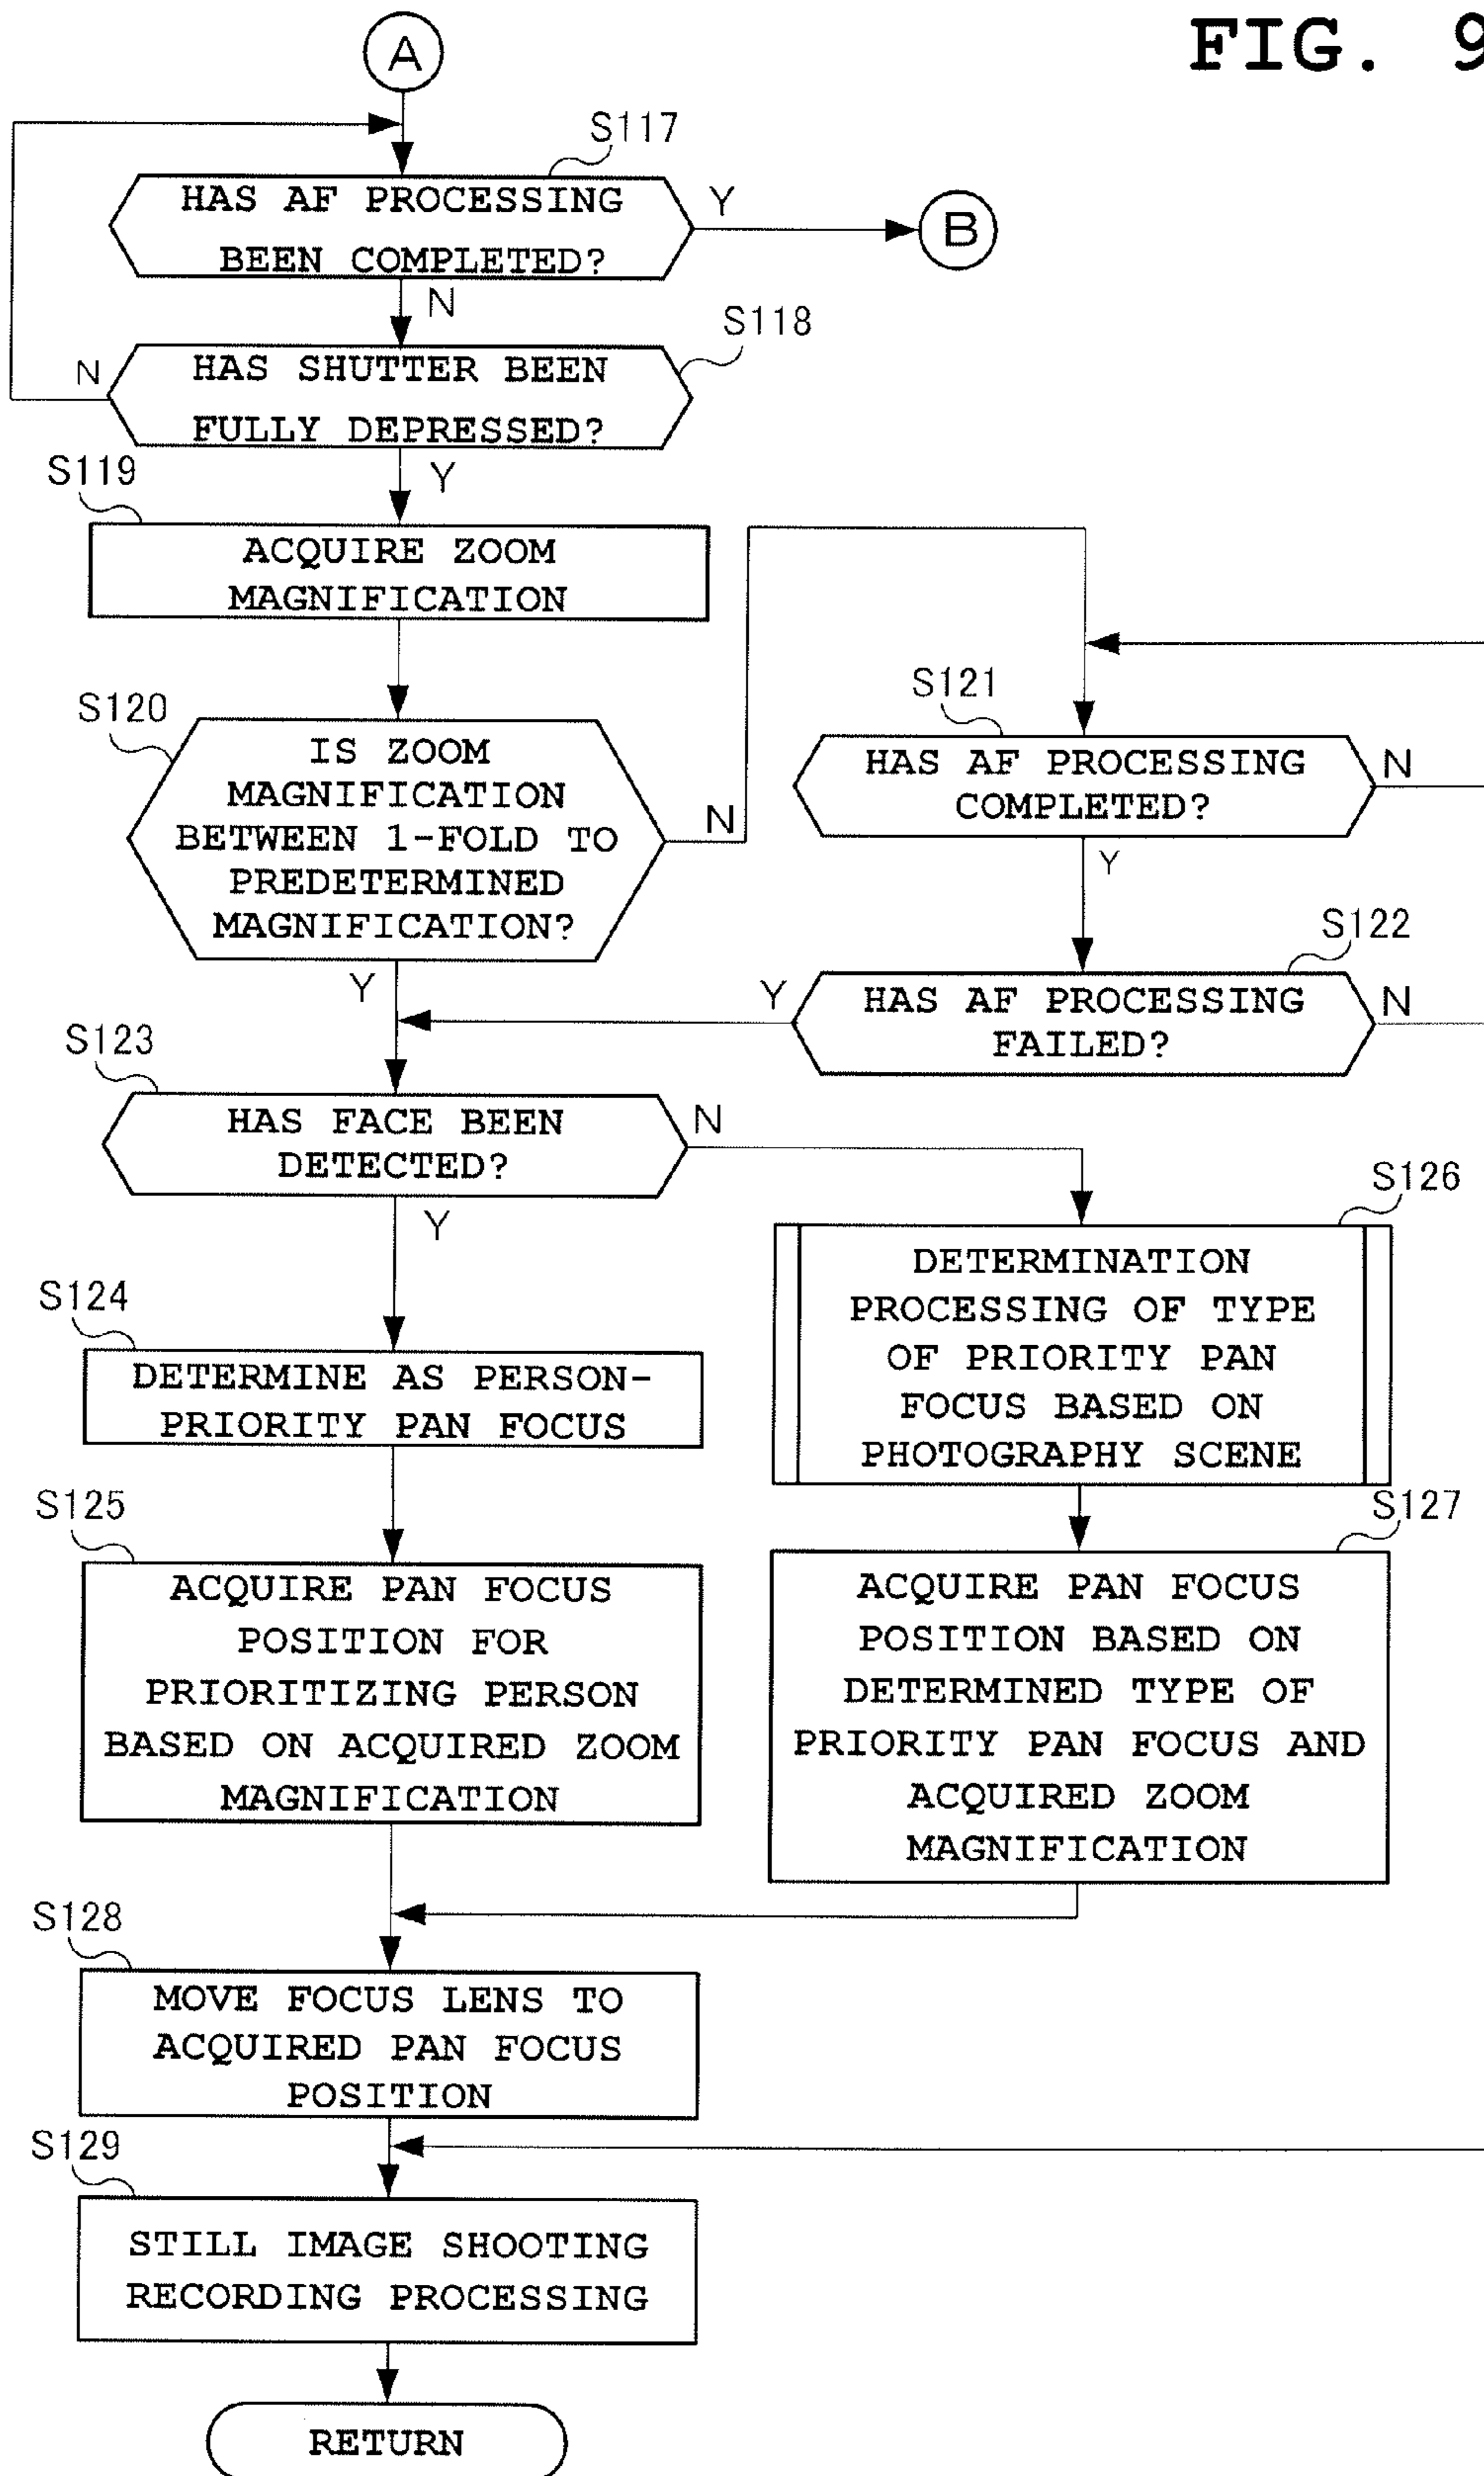 FIG. 9
A
S117
HAS AF PROCESSING
BEEN COMPLETED?
Y
B
N
S118
HAS SHUTTER BEEN
FULLY DEPRESSED?
N
Y
S119
ACQUIRE ZOOM
MAGNIFICATION
S120
IS ZOOM
MAGNIFICATION
BETWEEN 1-FOLD TO
PREDETERMINED
MAGNIFICATION?
N
Y
S121
HAS AF PROCESSING
COMPLETED?
N
Y
S122
HAS AF PROCESSING
FAILED?
Y
N
S123
HAS FACE BEEN
DETECTED?
N
Y
S124
DETERMINE AS PERSON-
PRIORITY PAN FOCUS
S125
ACQUIRE PAN FOCUS
POSITION FOR
PRIORITIZING PERSON
BASED ON ACQUIRED ZOOM
MAGNIFICATION
S126
DETERMINATION
PROCESSING OF TYPE
OF PRIORITY PAN
FOCUS BASED ON
PHOTOGRAPHY SCENE
S127
ACQUIRE PAN FOCUS
POSITION BASED ON
DETERMINED TYPE OF
PRIORITY PAN FOCUS AND
ACQUIRED ZOOM
MAGNIFICATION
S128
MOVE FOCUS LENS TO
ACQUIRED PAN FOCUS
POSITION
S129
STILL IMAGE SHOOTING
RECORDING PROCESSING
RETURN